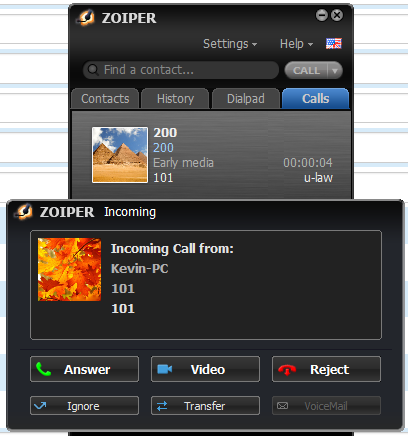 ZOIPER
Settings Help
Find a contact... CALL
Contacts History Dialpad Calls
200
200
Early media 00:00:04
101 u-law
ZOIPER Incoming
Incoming Call from:
Kevin-PC
101
101
Answer Video Reject
Ignore Transfer VoiceMail